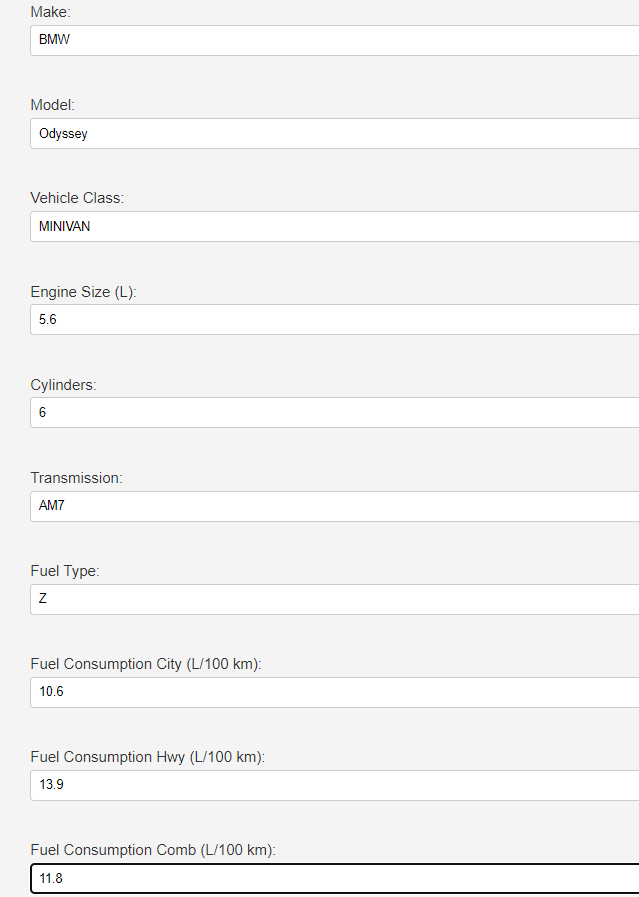 Make:
BMW
Model:
Odyssey
Vehicle Class:
MINIVAN
Engine Size (L):
5.6
Cylinders:
6
Transmission:
AM7
Fuel Type:
Z
Fuel Consumption City (L/100 km):
10.6
Fuel Consumption Hwy (L/100 km):
13.9
Fuel Consumption Comb (L/100 km):
11.8